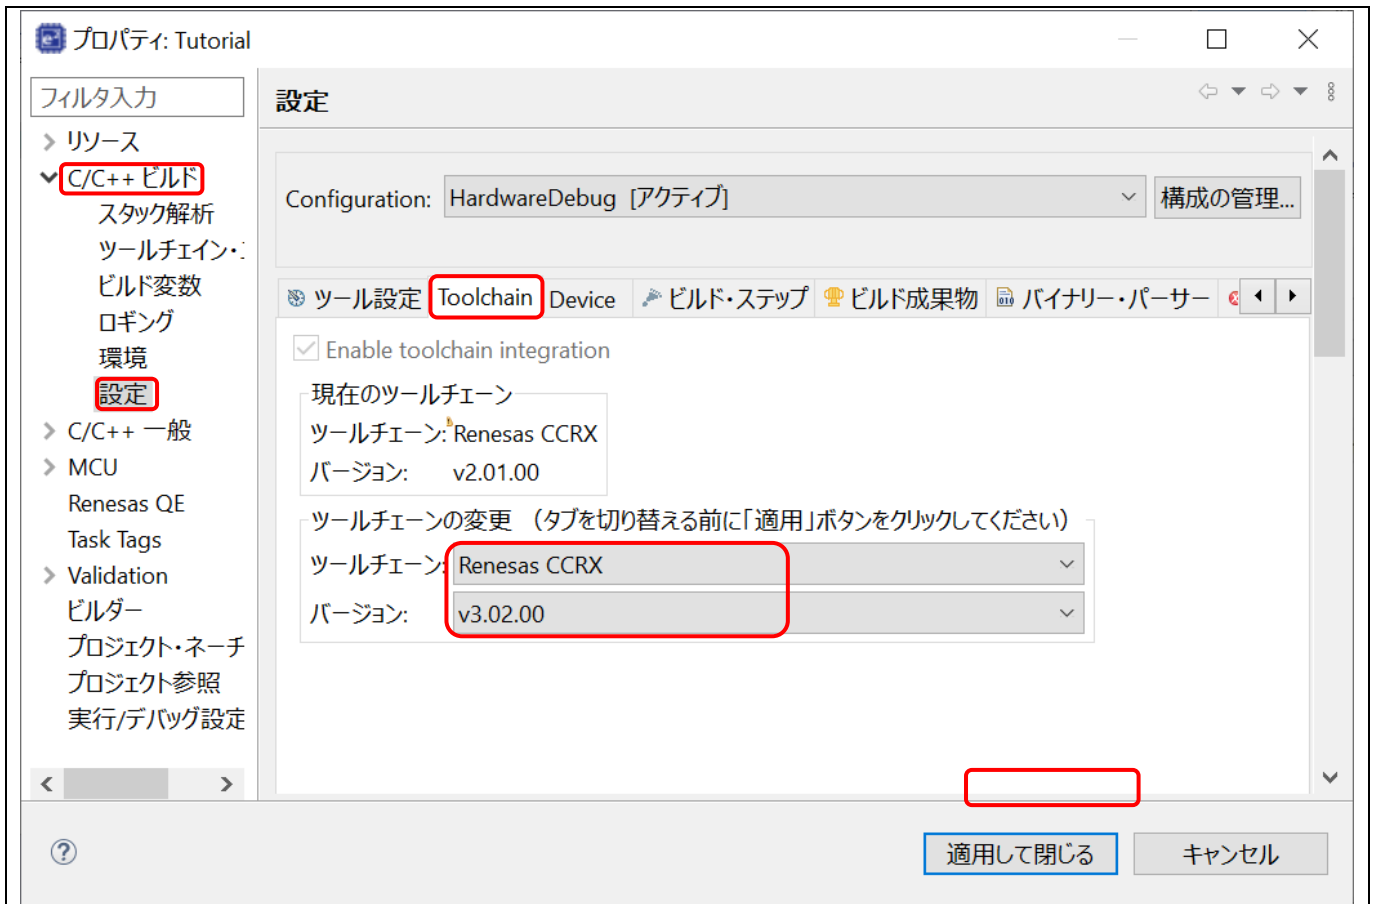 プロパティ: Tutorial
フィルタ入力
設定
リソース
C/C++ ビルド
スタック解析
ツールチェイン・
ビルド変数
ロギング
環境
設定
C/C++ 一般
MCU
Renesas QE
Task Tags
Validation
ビルダー
プロジェクト・ネーチ
プロジェクト参照
実行/デバッグ設定
Configuration: HardwareDebug [アクティブ] 構成の管理...
ツール設定 Toolchain Device ビルド・ステップ ビルド成果物 バイナリー・パーサー
Enable toolchain integration
現在のツールチェーン
ツールチェーン: Renesas CCRX
バージョン: v2.01.00
ツールチェーンの変更 （タブを切り替える前に「適用」ボタンをクリックしてください）
ツールチェーン: Renesas CCRX
バージョン: v3.02.00
適用して閉じる キャンセル